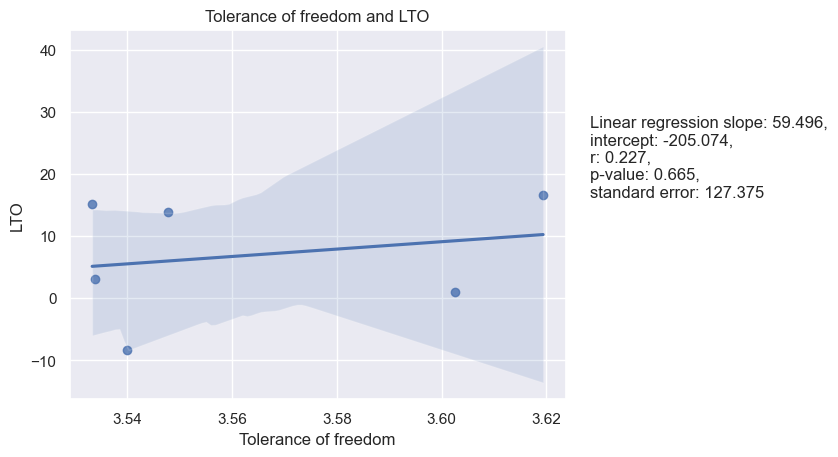 Tolerance of freedom and LTO
40
30
20
10
0
−10
LTO
3.54
3.56
3.58
3.60
3.62
Tolerance of freedom
Linear regression slope: 59.496,
intercept: -205.074,
r: 0.227,
p-value: 0.665,
standard error: 127.375